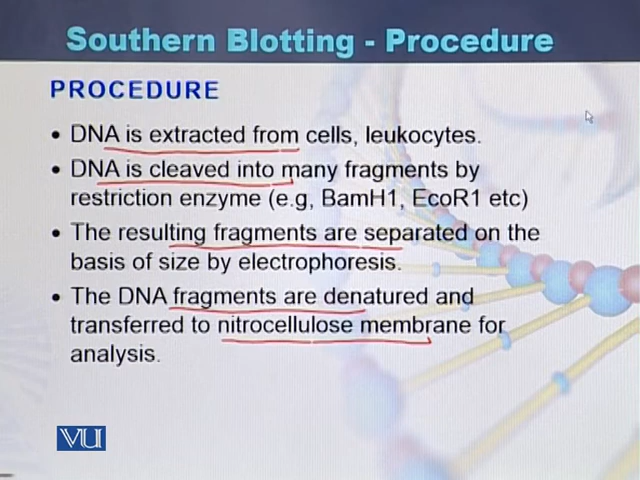 Southern Blotting - Procedure
PROCEDURE
• DNA is extracted from cells, leukocytes.
• DNA is cleaved into many fragments by
restriction enzyme (e.g, BamH1, EcoR1 etc)
• The resulting fragments are separated on the
basis of size by electrophoresis.
• The DNA fragments are denatured and
transferred to nitrocellulose membrane for
analysis.
VU